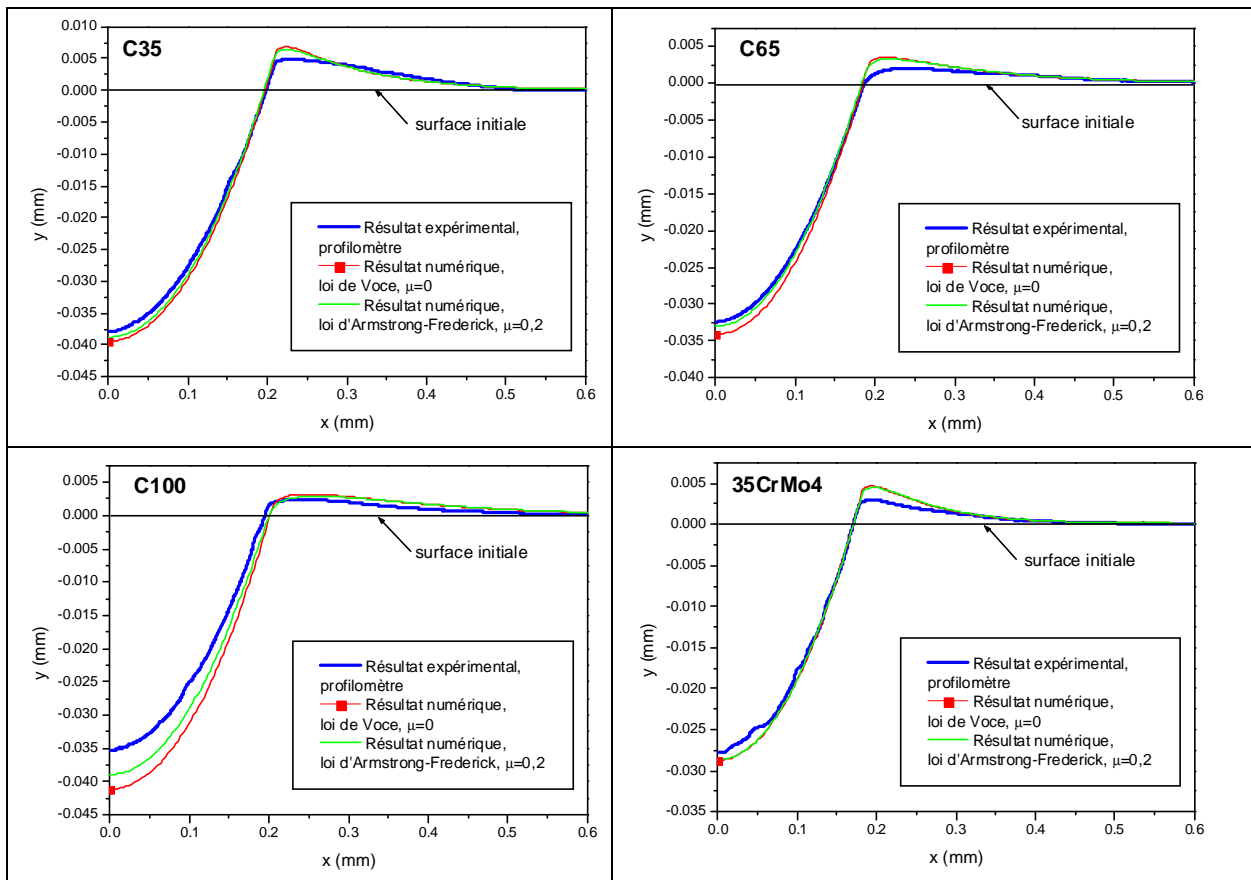 C35
0.010
0.005
0.000
-0.005
-0.010
-0.015
-0.020
-0.025
-0.030
-0.035
-0.040
-0.045
y (mm)
surface initiale
Résultat expérimental,
profilomètre
Résultat numérique,
loi de Voce, μ=0
Résultat numérique,
loi d'Armstrong-Frederick, μ=0,2
0.0 0.1 0.2 0.3 0.4 0.5 0.6
x (mm)
C65
0.005
0.000
-0.005
-0.010
-0.015
-0.020
-0.025
-0.030
-0.035
-0.040
y (mm)
surface initiale
Résultat expérimental,
profilomètre
Résultat numérique,
loi de Voce, μ=0
Résultat numérique,
loi d'Armstrong-Frederick, μ=0,2
0.0 0.1 0.2 0.3 0.4 0.5 0.6
x (mm)
C100
0.005
0.000
-0.005
-0.010
-0.015
-0.020
-0.025
-0.030
-0.035
-0.040
-0.045
y (mm)
surface initiale
Résultat expérimental,
profilomètre
Résultat numérique,
loi de Voce, μ=0
Résultat numérique,
loi d'Armstrong-Frederick, μ=0,2
0.0 0.1 0.2 0.3 0.4 0.5 0.6
x (mm)
35CrMo4
0.005
0.000
-0.005
-0.010
-0.015
-0.020
-0.025
-0.030
-0.035
y (mm)
surface initiale
Résultat expérimental,
profilomètre
Résultat numérique,
loi de Voce, μ=0
Résultat numérique,
loi d'Armstrong-Frederick, μ=0,2
0.0 0.1 0.2 0.3 0.4 0.5 0.6
x (mm)